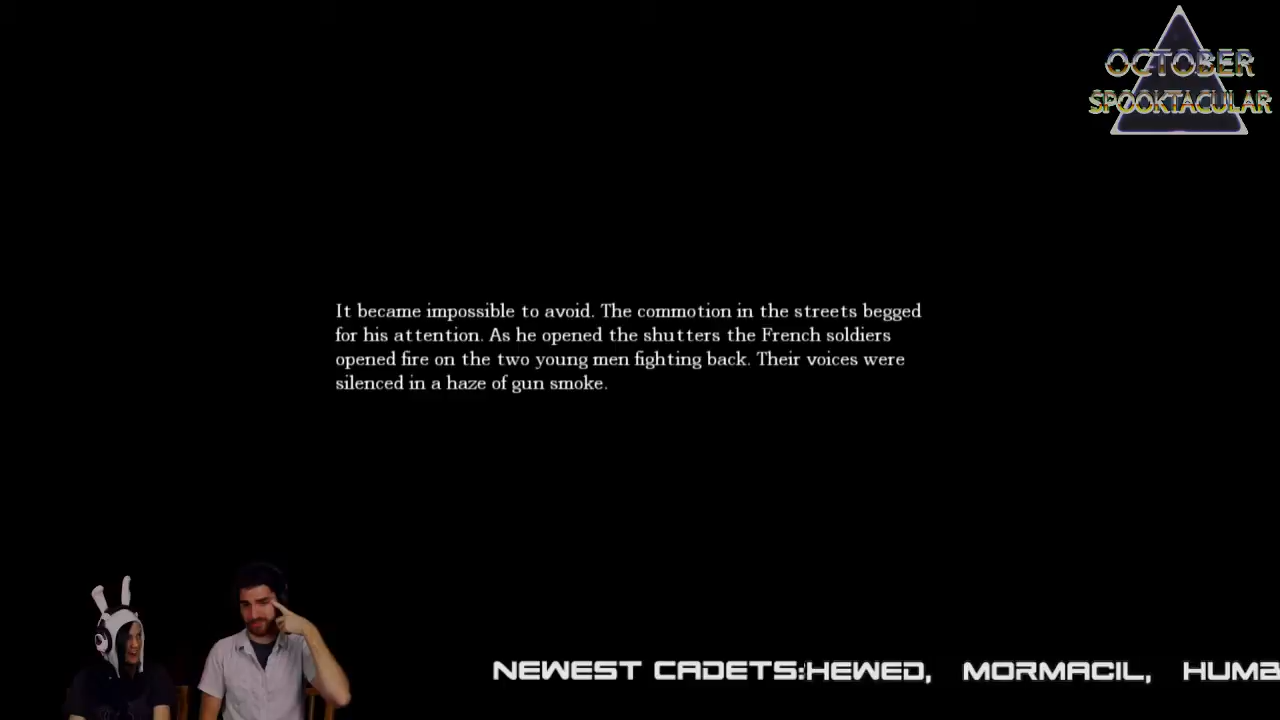 OCTOBER
SPOOKTACULAR
It became impossible to avoid. The commotion in the streets begged
for his attention. As he opened the shutters the French soldiers
opened fire on the two young men fighting back. Their voices were
silenced in a haze of gun smoke.
NEWEST CADETS:HEWED, MORMACIL, HUMB